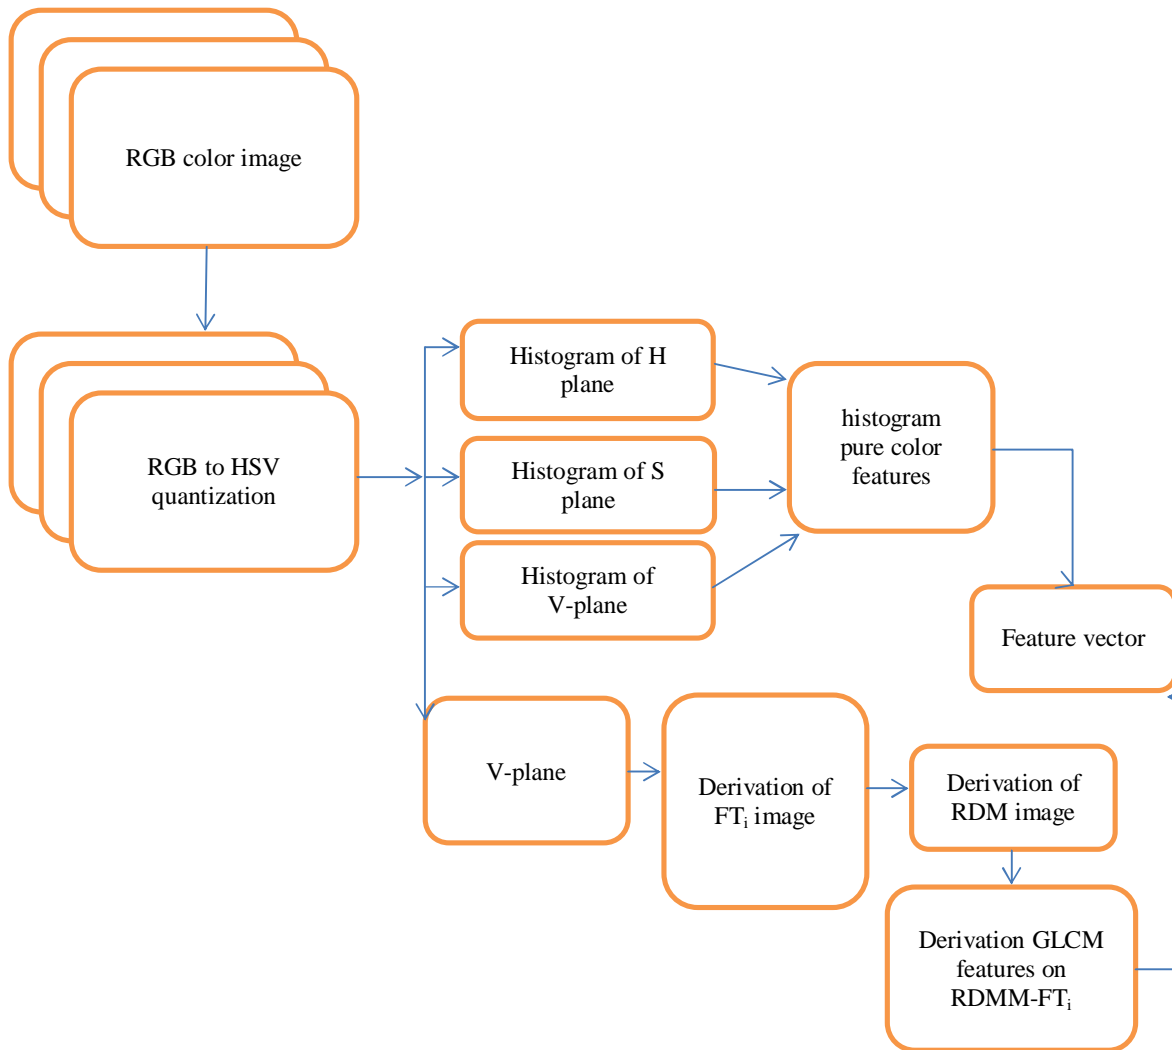 RGB color image
RGB to HSV
quantization
Histogram of H
plane
Histogram of S
plane
Histogram of
V-plane
histogram
pure color
features
Feature vector
V-plane
Derivation of
FTi image
Derivation of
RDM image
Derivation GLCM
features on
RDMM-FTi